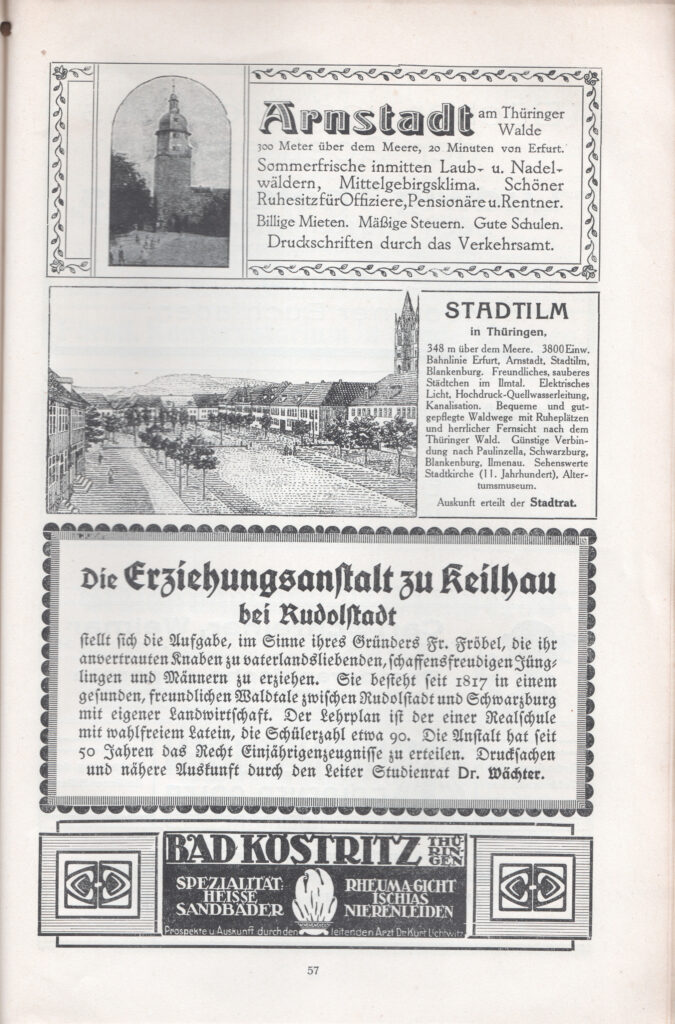 Arnstadt am Thüringer
Walde
300 Meter über dem Meere, 20 Minuten von Erfurt.
Sommerfrische inmitten Laub- u. Nadel-
wäldern, Mittelgebirgsklima. Schöner
Ruhesitz für Offiziere, Pensionäre u. Rentner.
Billige Mieten. Mäßige Steuern. Gute Schulen.
Druckschriften durch das Verkehrsamt.
STADTILM
in Thüringen,
348 m über dem Meere. 3800 Einw.
Bahnlinie Erfurt, Arnstadt, Stadtilm,
Blankenburg. Freundliches, sauberes
Städtchen im Ilmtal. Elektrisches
Licht, Hochdruck-Quellwasserleitung,
Kanalisation. Bequeme und gut-
gepflegte Waldwege mit Ruheplätzen
und herrlicher Fernsicht nach dem
Thüringer Wald. Günstige Verbin-
dung nach Paulinzella, Schwarzburg,
Blankenburg, Ilmenau. Sehenswerte
Stadtkirche (11. Jahrhundert), Alter-
tumsmuseum.
Auskunft erteilt der Stadtrat.
Die Erziehungsanstalt zu Keilhau
bei Rudolstadt
stellt sich die Aufgabe, im Sinne ihres Gründers Fr. Fröbel, die ihr
anvertrauten Knaben zu vaterlandsliebenden, schaffensfreudigen Jüng-
lingen und Männern zu erziehen. Sie besteht seit 1817 in einem
gesunden, freundlichen Waldtale zwischen Rudolstadt und Schwarzburg
mit eigener Landwirtschaft. Der Lehrplan ist der einer Realschule
mit wahlfreiem Latein, die Schülerzahl etwa 90. Die Anstalt hat seit
50 Jahren das Recht Einjährigenzeugnisse zu erteilen. Drucksachen
und nähere Auskunft durch den Leiter Studienrat Dr. Wächter.
BAD KÖSTRITZ THÜ-
RIN-
GEN
SPEZIALITÄT:
HEISSE
SANDBÄDER
RHEUMA·GICHT
ISCHIAS
NIERENLEIDEN
Prospekte u. Auskunft durch den leitenden Arzt Dr. Kurt Lichtwitz
57